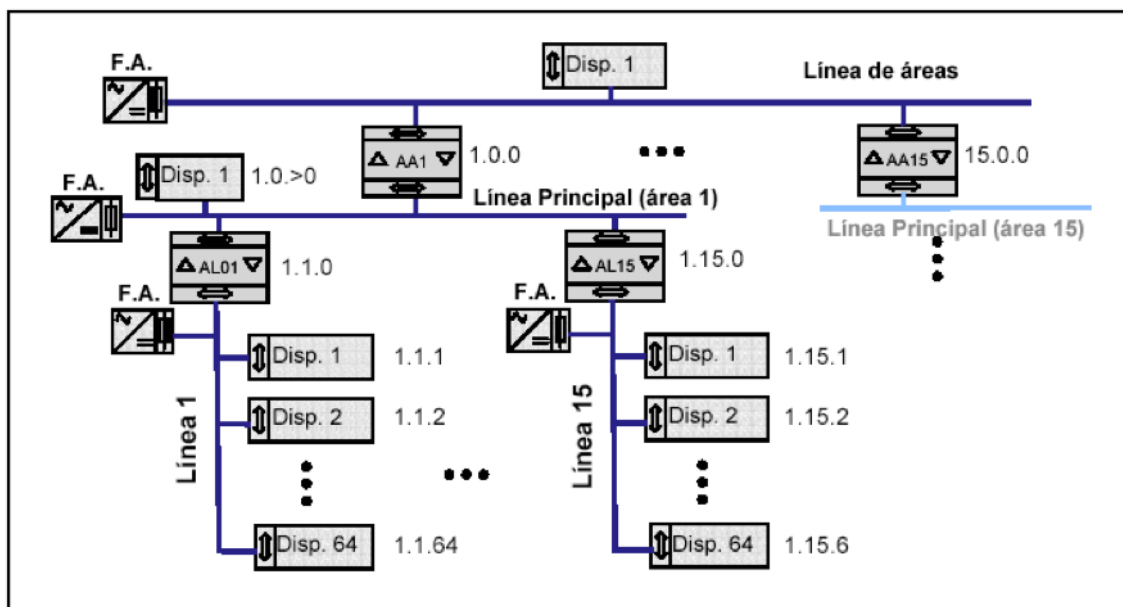 F.A.
Disp. 1
Línea de áreas
AA1
1.0.0
AA15
15.0.0
Disp. 1
1.0.>0
F.A.
Línea Principal (área 1)
Línea Principal (área 15)
AL01
1.1.0
AL15
1.15.0
F.A.
F.A.
Disp. 1
1.1.1
Disp. 1
1.15.1
Línea 1
Disp. 2
1.1.2
Línea 15
Disp. 2
1.15.2
Disp. 64
1.1.64
Disp. 64
1.15.6